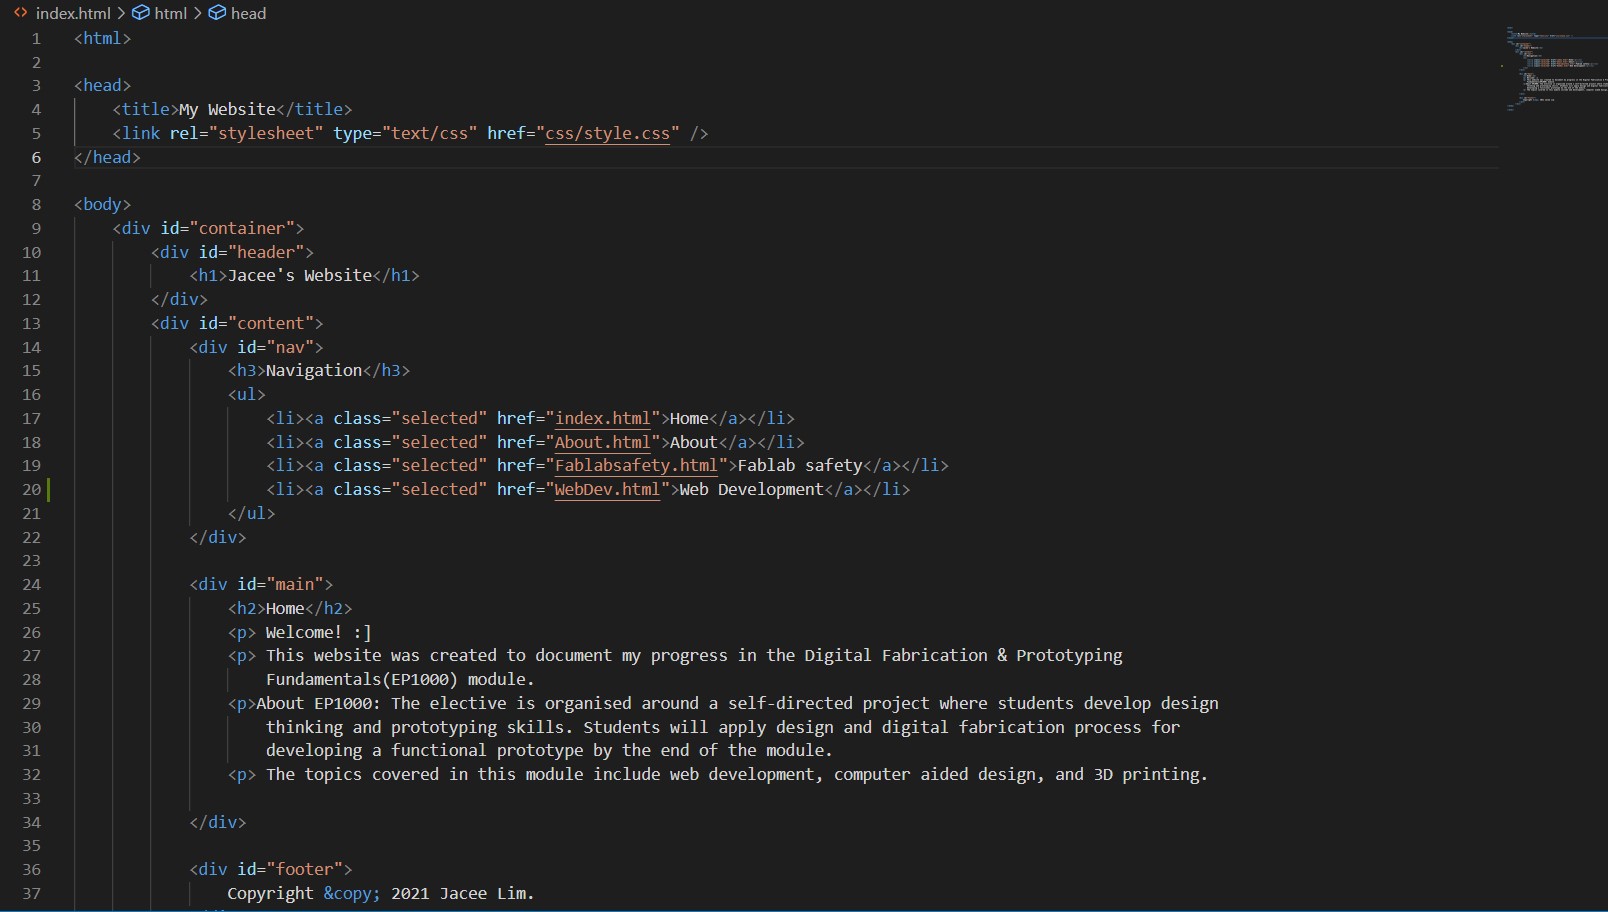 index.html > html > head
1 <html>
2
3 <head>
4     <title>My Website</title>
5     <link rel="stylesheet" type="text/css" href="css/style.css" />
6 </head>
7
8 <body>
9     <div id="container">
10         <div id="header">
11             <h1>Jacee's Website</h1>
12         </div>
13         <div id="content">
14             <div id="nav">
15                 <h3>Navigation</h3>
16                 <ul>
17                     <li><a class="selected" href="index.html">Home</a></li>
18                     <li><a class="selected" href="About.html">About</a></li>
19                     <li><a class="selected" href="Fablabsafety.html">Fablab safety</a></li>
20                     <li><a class="selected" href="WebDev.html">Web Development</a></li>
21                 </ul>
22             </div>
23
24             <div id="main">
25                 <h2>Home</h2>
26                 <p> Welcome! :]
27                 <p> This website was created to document my progress in the Digital Fabrication & Prototyping
28                     Fundamentals(EP1000) module.
29                 <p>About EP1000: The elective is organised around a self-directed project where students develop design
30                     thinking and prototyping skills. Students will apply design and digital fabrication process for
31                     developing a functional prototype by the end of the module.
32                 <p> The topics covered in this module include web development, computer aided design, and 3D printing.
33
34             </div>
35
36             <div id="footer">
37                 Copyright &copy; 2021 Jacee Lim.